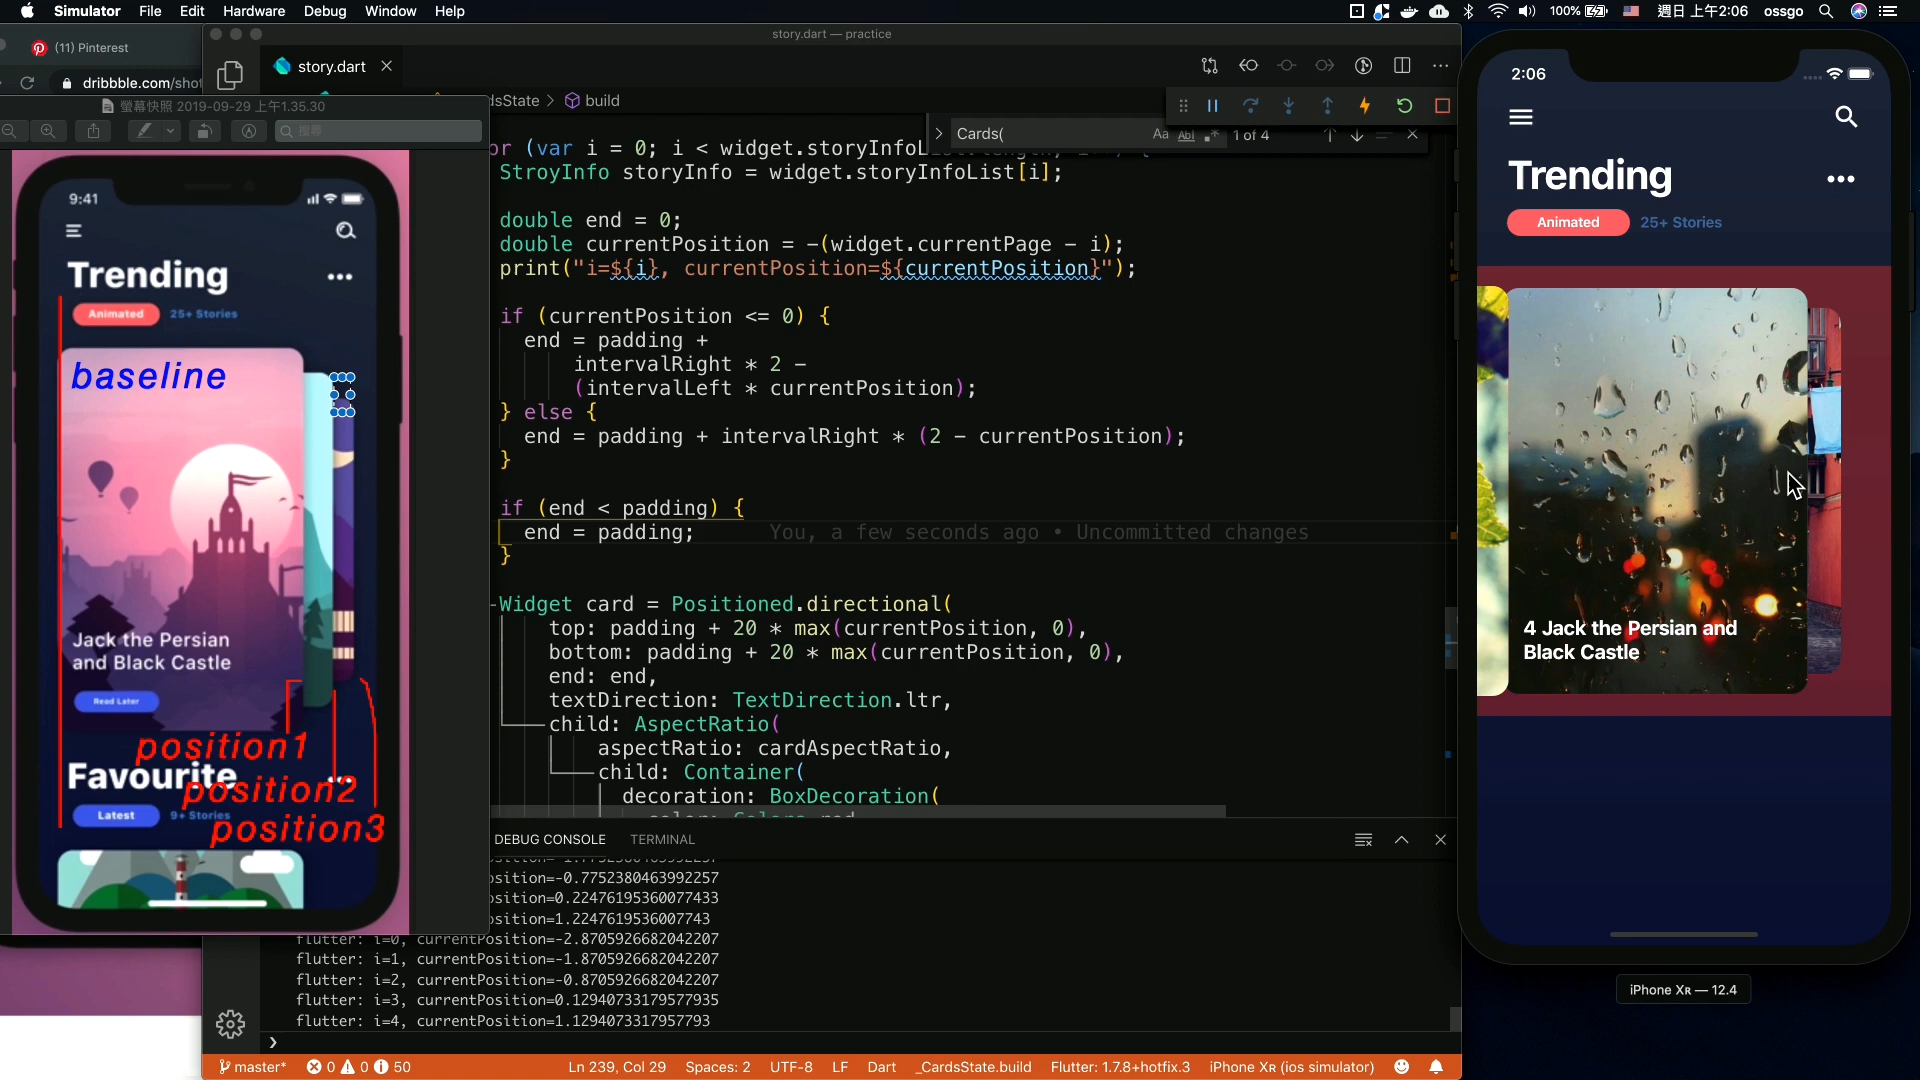 Simulator File Edit Hardware Debug Window Help
100% 週日 上午2:06 ossgo
(11) Pinterest
dribbble.com/shot
螢幕快照 2019-09-29 上午1.35.30
搜尋
9:41
Trending
Animated 25+ Stories
baseline
Jack the Persian
and Black Castle
Read Later
position1
Favourite
position2
Latest 9+ Stories
position3
story.dart — practice
story.dart
dsState > build
Cards( Aa Abl .* 1 of 4
or (var i = 0; i < widget.storyInfoL
StroyInfo storyInfo = widget.storyInfoList[i];
double end = 0;
double currentPosition = -(widget.currentPage - i);
print("i=${i}, currentPosition=${currentPosition}");
if (currentPosition <= 0) {
end = padding +
intervalRight * 2 -
(intervalLeft * currentPosition);
} else {
end = padding + intervalRight * (2 - currentPosition);
}
if (end < padding) {
end = padding; You, a few seconds ago • Uncommitted changes
}
Widget card = Positioned.directional(
top: padding + 20 * max(currentPosition, 0),
bottom: padding + 20 * max(currentPosition, 0),
end: end,
textDirection: TextDirection.ltr,
child: AspectRatio(
aspectRatio: cardAspectRatio,
child: Container(
decoration: BoxDecoration(
DEBUG CONSOLE TERMINAL
sition=-0.7752380463992257
sition=0.22476195360077433
sition=1.2247619536007743
flutter: i=0, currentPosition=-2.8705926682042207
flutter: i=1, currentPosition=-1.8705926682042207
flutter: i=2, currentPosition=-0.8705926682042207
flutter: i=3, currentPosition=0.12940733179577935
flutter: i=4, currentPosition=1.1294073317957793
master* 0 0 50 Ln 239, Col 29 Spaces: 2 UTF-8 LF Dart _CardsState.build Flutter: 1.7.8+hotfix.3 iPhone Xʀ (ios simulator)
2:06
Trending
Animated 25+ Stories
4 Jack the Persian and
Black Castle
iPhone Xʀ — 12.4